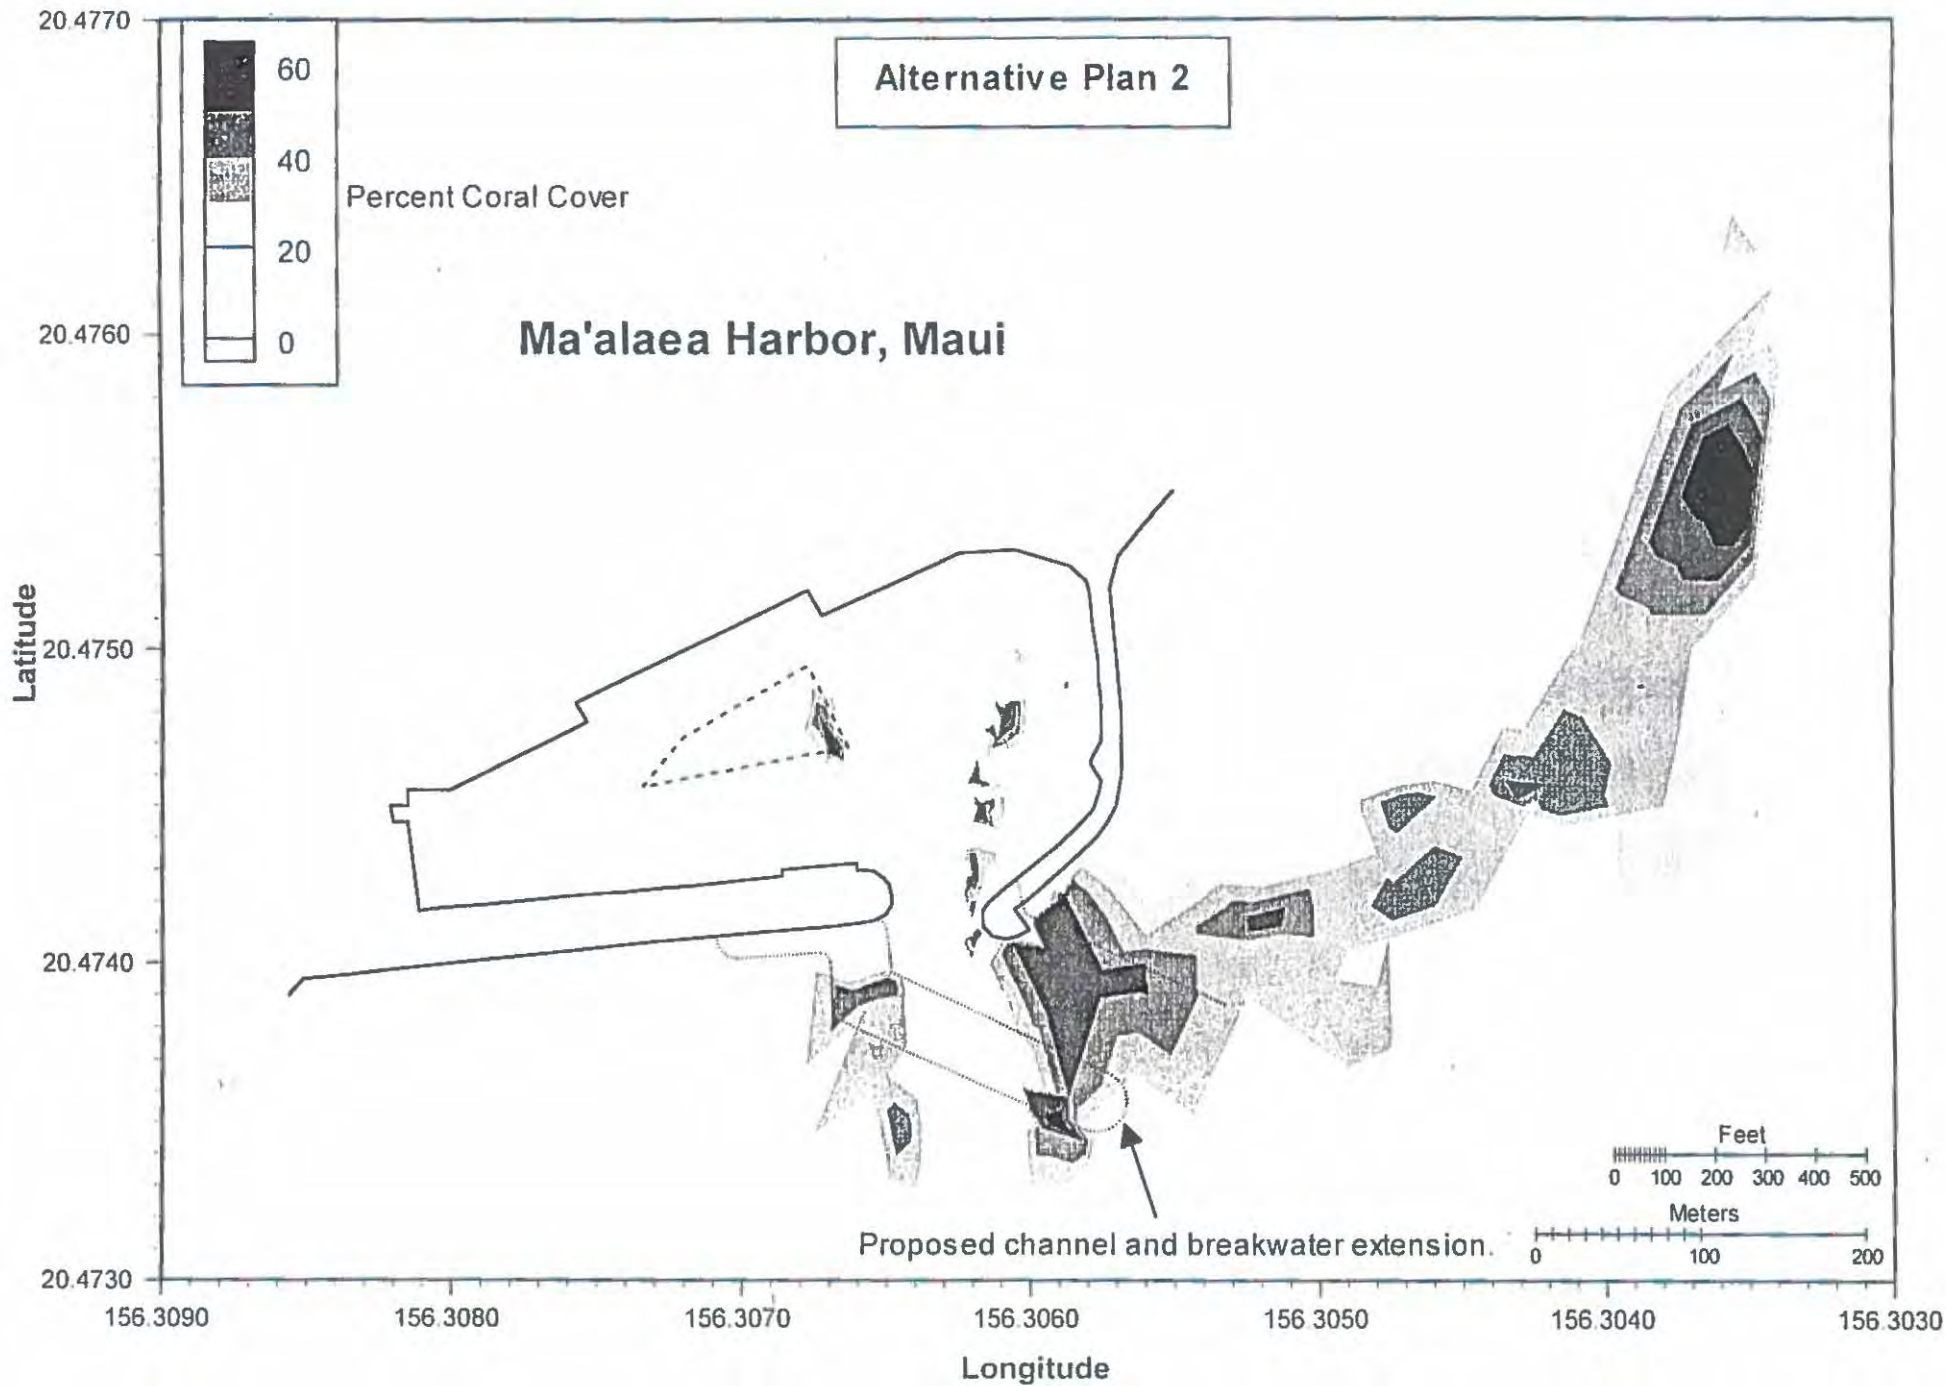 Alternative Plan 2
60
40
20
0
Percent Coral Cover
Ma'alaea Harbor, Maui
Latitude
20.4770
20.4760
20.4750
20.4740
20.4730
Proposed channel and breakwater extension.
Feet
0 100 200 300 400 500
Meters
0 100 200
156.3090 156.3080 156.3070 156.3060 156.3050 156.3040 156.3030
Longitude